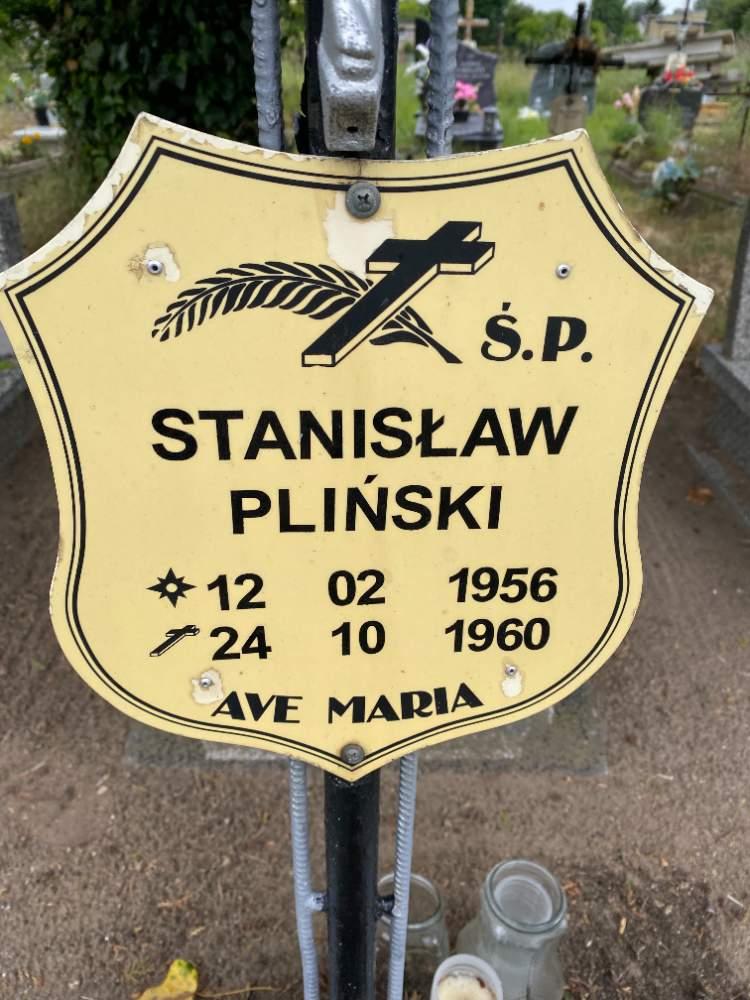 Ś.P.
STANISŁAW
PLIŃSKI
12 02 1956
24 10 1960
AVE MARIA